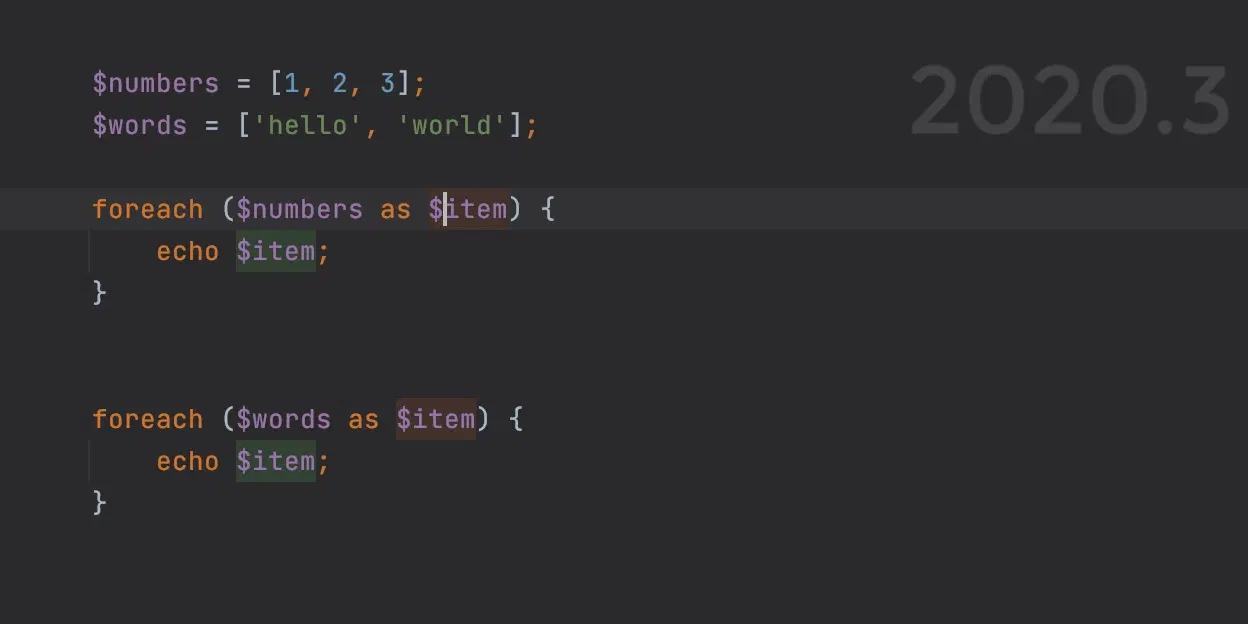 $numbers = [1, 2, 3];
2020.3
$words = ['hello', 'world'];
foreach ($numbers as $item) {
    echo $item;
}
foreach ($words as $item) {
    echo $item;
}